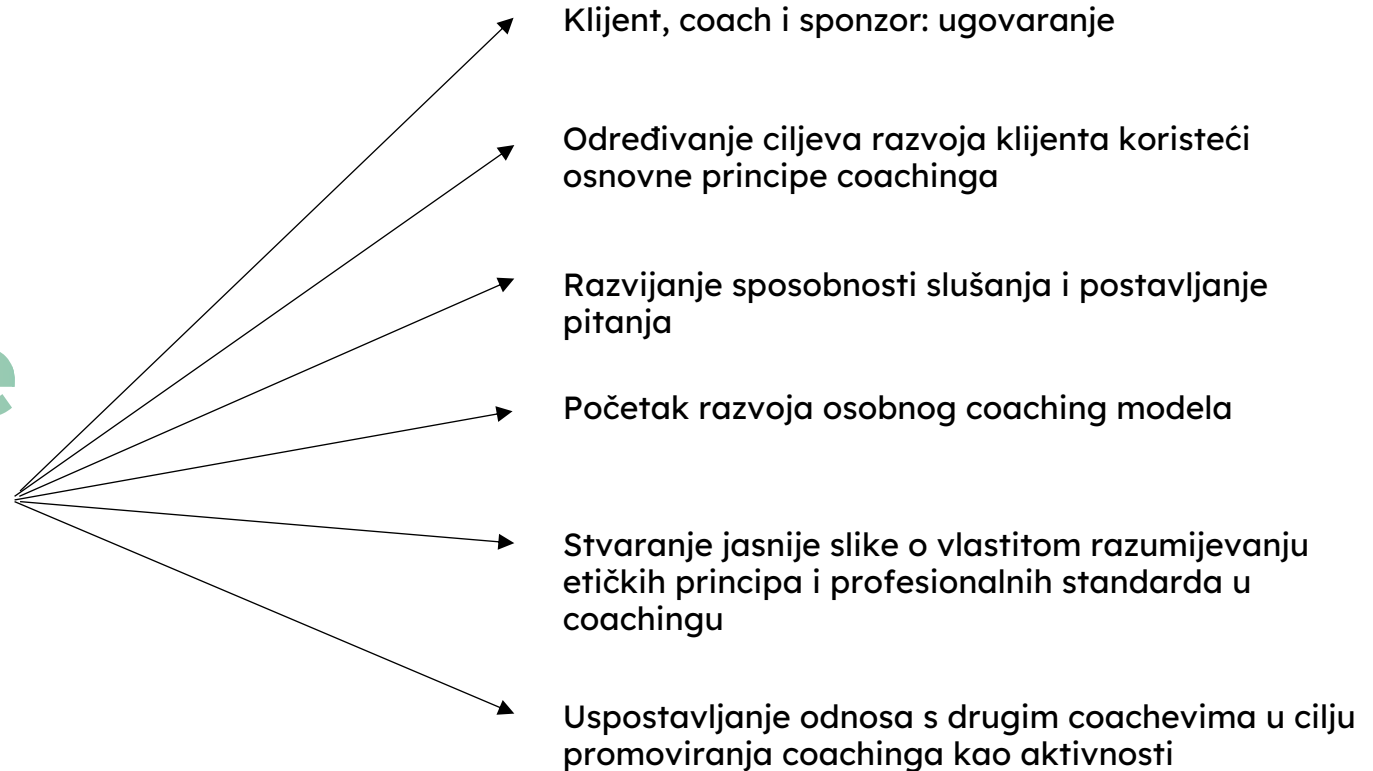 Klijent, coach i sponzor: ugovaranje
Određivanje ciljeva razvoja klijenta koristeći
osnovne principe coachinga
Razvijanje sposobnosti slušanja i postavljanje
pitanja
Početak razvoja osobnog coaching modela
Stvaranje jasnije slike o vlastitom razumijevanju
etičkih principa i profesionalnih standarda u
coachingu
Uspostavljanje odnosa s drugim coachevima u cilju
promoviranja coachinga kao aktivnosti